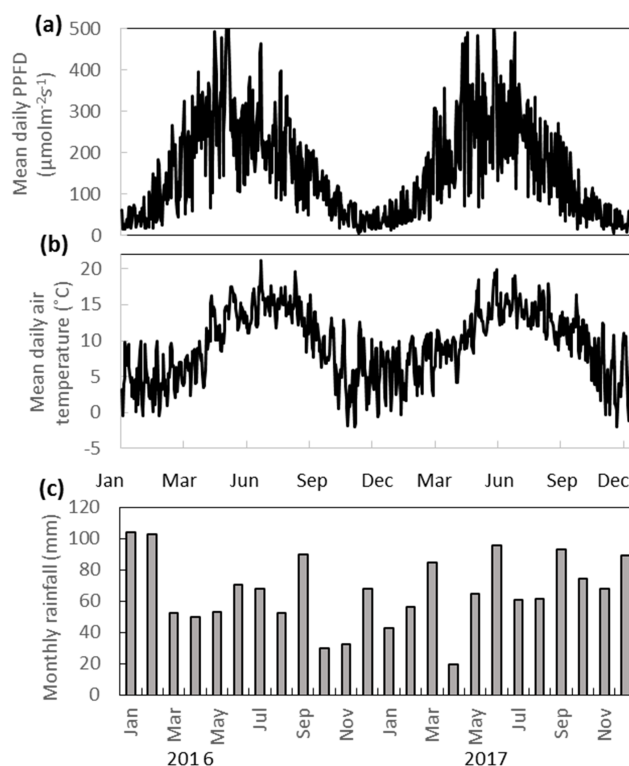 (a)
Mean daily PPFD
(µmolm⁻²s⁻¹)
500
400
300
200
100
0
(b)
Mean daily air
temperature (˚C)
20
15
10
5
0
-5
Jan Mar Jun Sep Dec Mar Jun Sep Dec
(c)
Monthly rainfall (mm)
120
100
80
60
40
20
0
Jan Mar May Jul Sep Nov Jan Mar May Jul Sep Nov
2016 2017